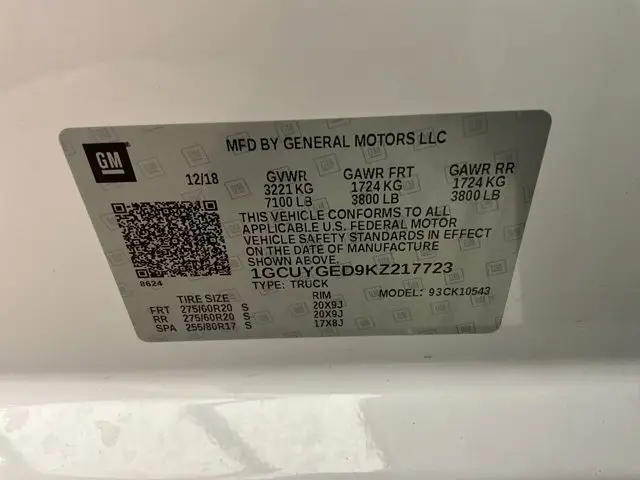 GM
MFD BY GENERAL MOTORS LLC
12/18 GVWR GAWR FRT GAWR RR
3221 KG 1724 KG 1724 KG
7100 LB 3800 LB 3800 LB
THIS VEHICLE CONFORMS TO ALL
APPLICABLE U.S. FEDERAL MOTOR
VEHICLE SAFETY STANDARDS IN EFFECT
ON THE DATE OF MANUFACTURE
SHOWN ABOVE.
1GCUYGED9KZ217723
8624 TYPE: TRUCK MODEL: 93CK10543
TIRE SIZE RIM
FRT 275/60R20 S 20X9J
RR 275/60R20 S 20X9J
SPA 255/80R17 S 17X8J